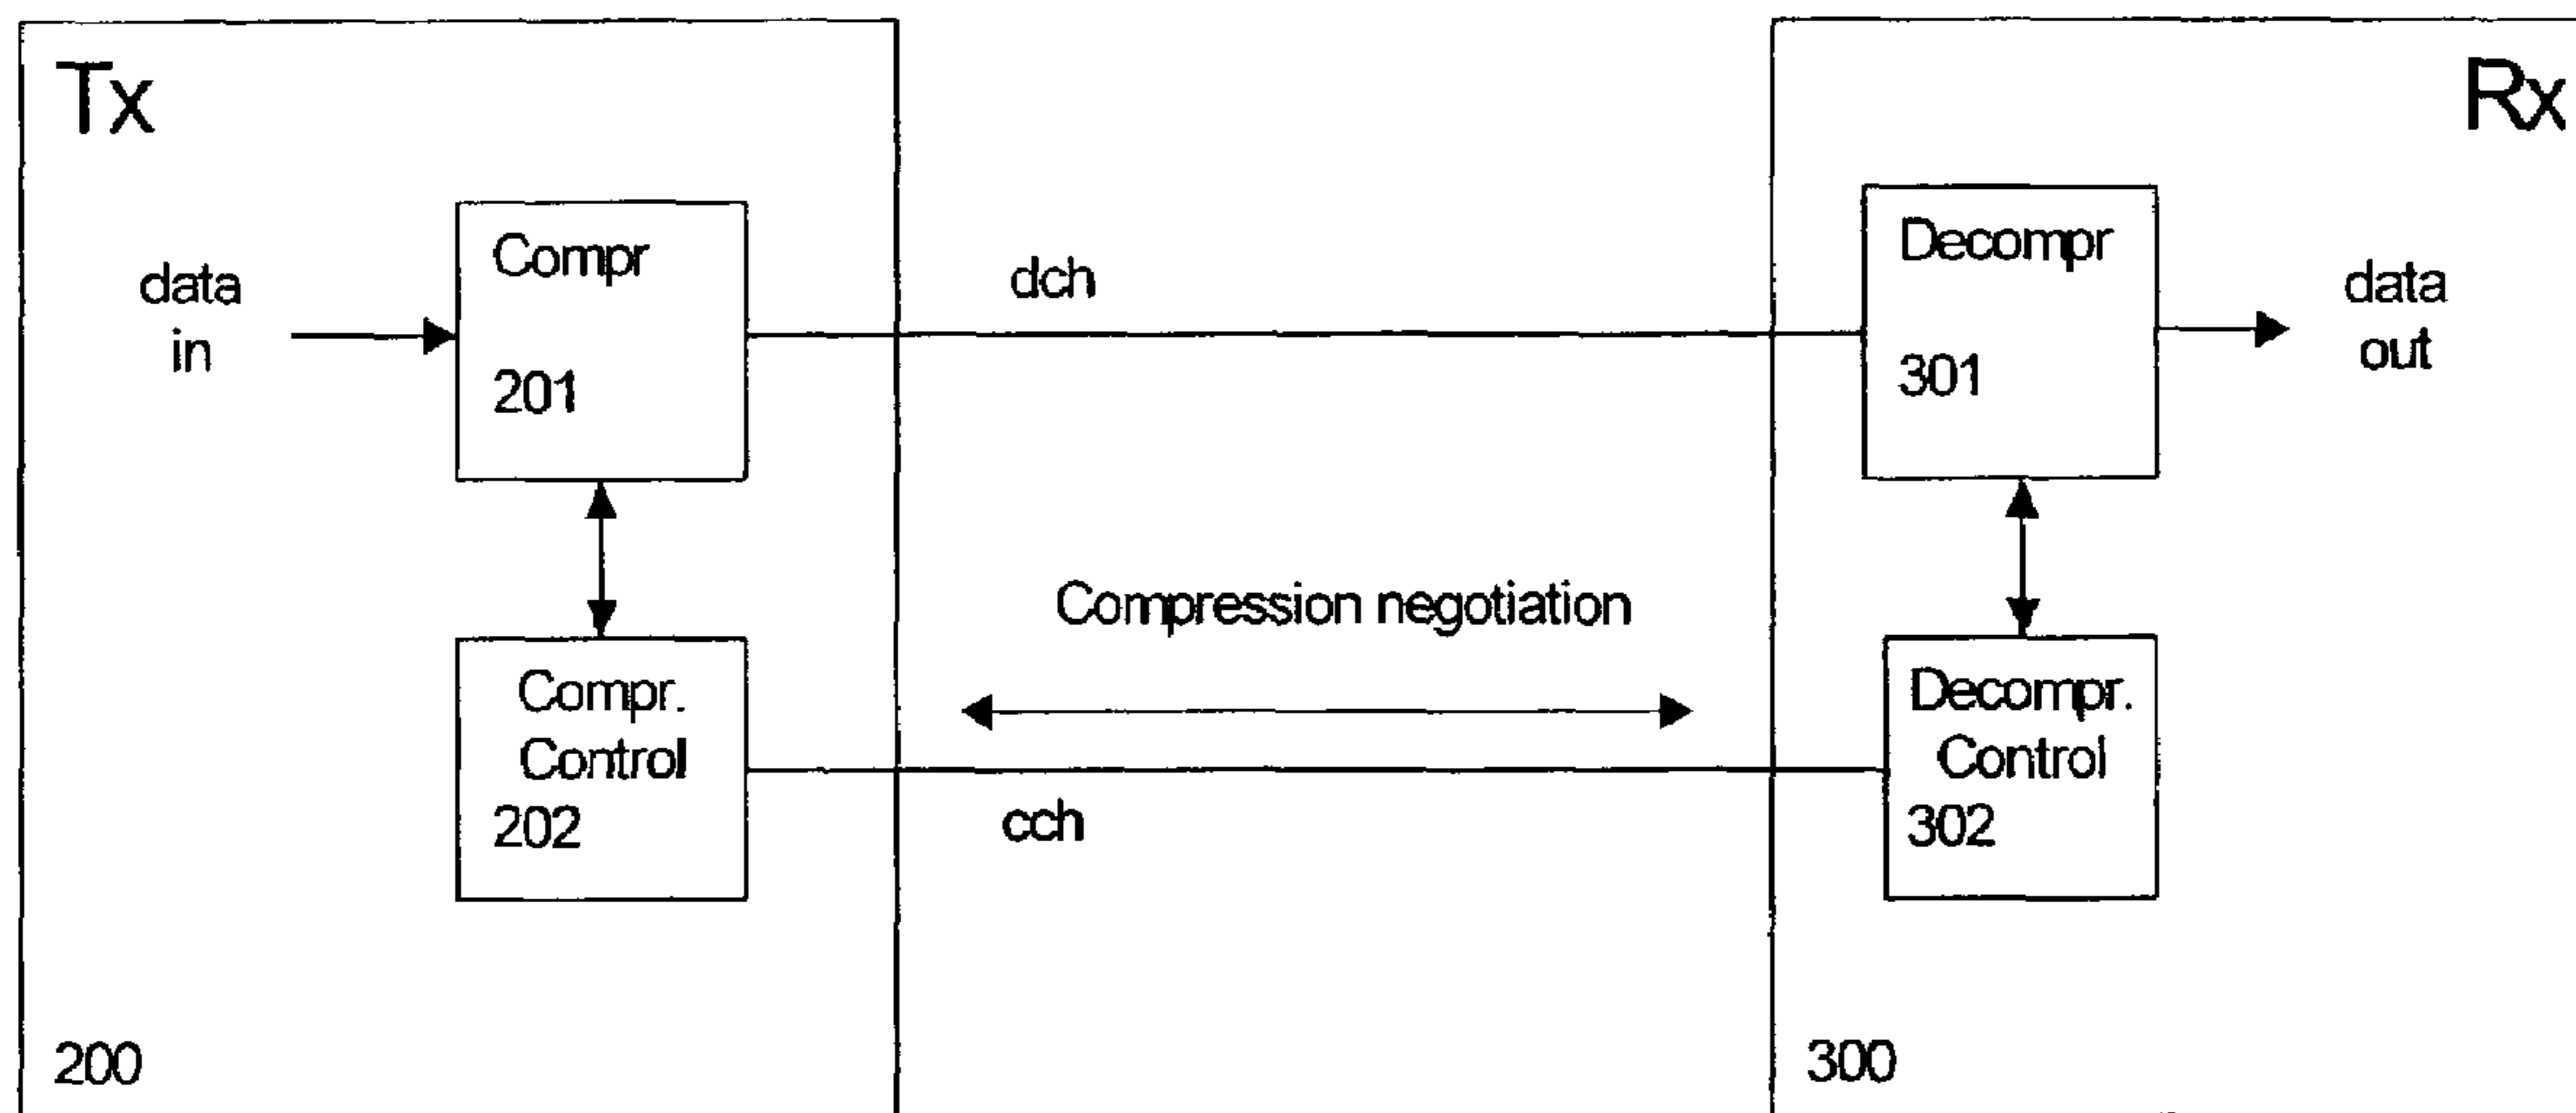 Tx
Rx
data
in
Compr
201
dch
Decompr
301
data
out
Compression negotiation
Compr.
Control
202
cch
Decompr.
Control
302
200
300